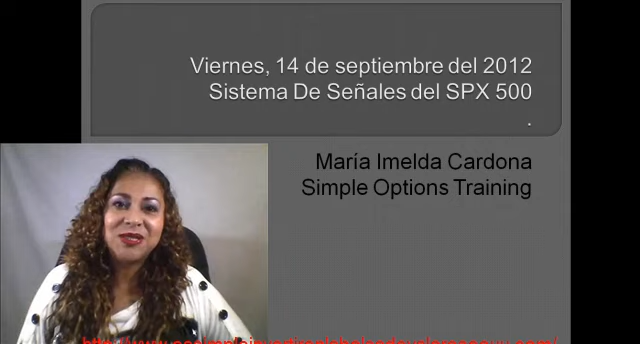 Viernes, 14 de septiembre del 2012
Sistema De Señales del SPX 500
.
María Imelda Cardona
Simple Options Training